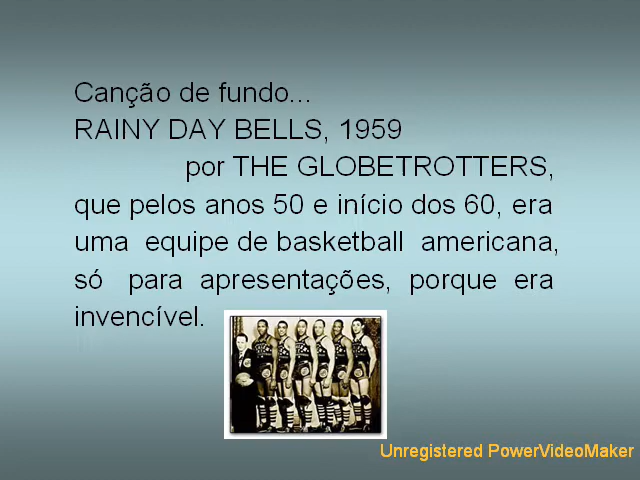 Canção de fundo...
RAINY DAY BELLS, 1959
por THE GLOBETROTTERS,
que pelos anos 50 e início dos 60, era
uma equipe de basketball americana,
só para apresentações, porque era
invencível.
Unregistered PowerVideoMaker